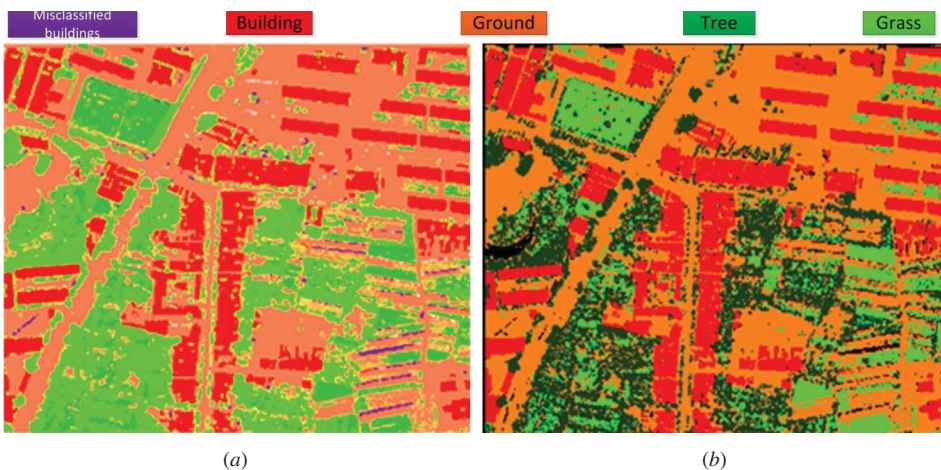 Misclassified
buildings
Building
Ground
Tree
Grass
(a)
(b)